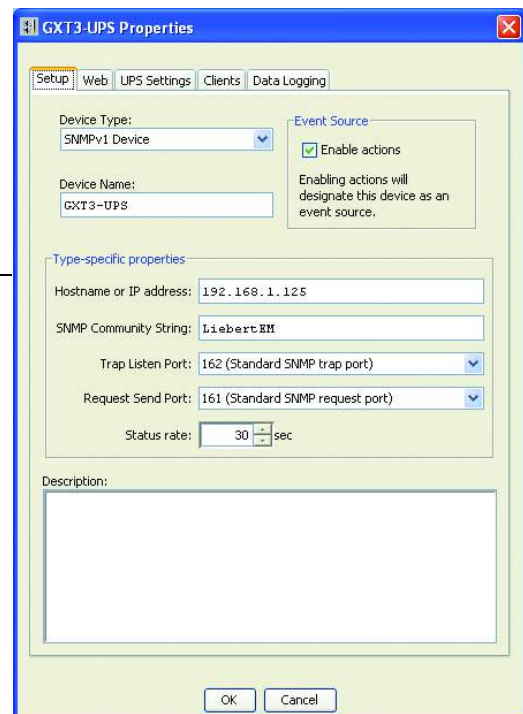 GXT3-UPS Properties
Setup Web UPS Settings Clients Data Logging
Device Type:
SNMPv1 Device
Device Name:
GXT3-UPS
Event Source
Enable actions
Enabling actions will
designate this device as an
event source.
Type-specific properties
Hostname or IP address: 192.168.1.125
SNMP Community String: LiebertEM
Trap Listen Port: 162 (Standard SNMP trap port)
Request Send Port: 161 (Standard SNMP request port)
Status rate: 30 sec
Description:
OK Cancel